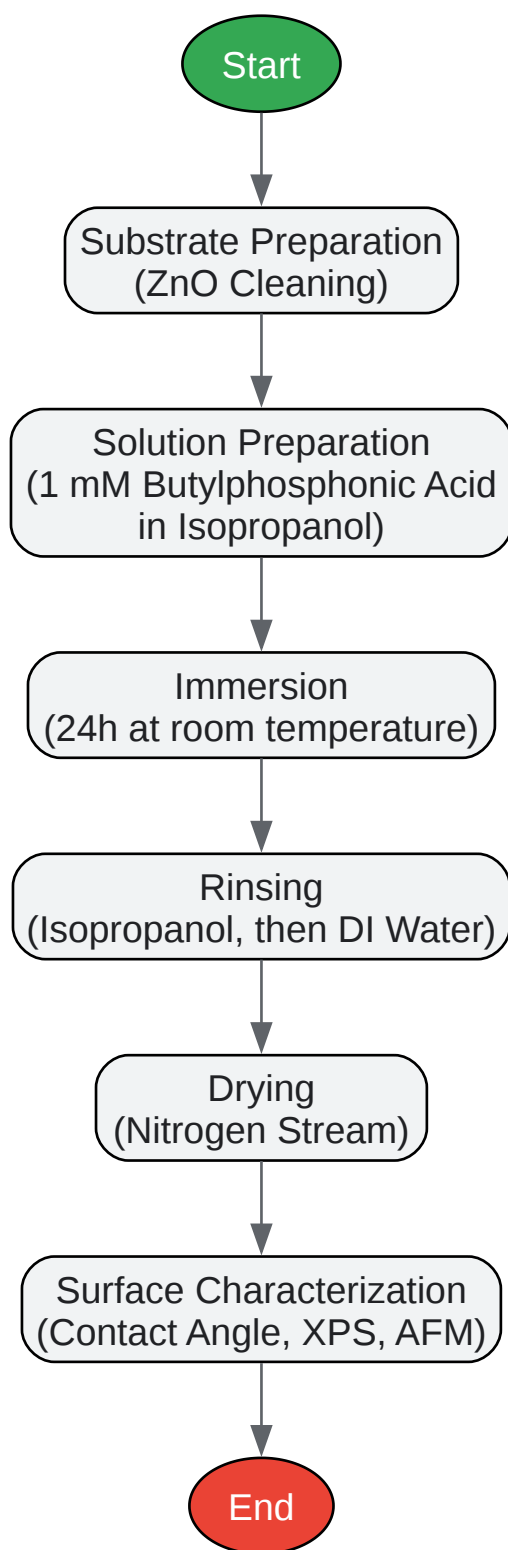 Start
Substrate Preparation
(ZnO Cleaning)
Solution Preparation
(1 mM Butylphosphonic Acid
in Isopropanol)
Immersion
(24h at room temperature)
Rinsing
(Isopropanol, then DI Water)
Drying
(Nitrogen Stream)
Surface Characterization
(Contact Angle, XPS, AFM)
End